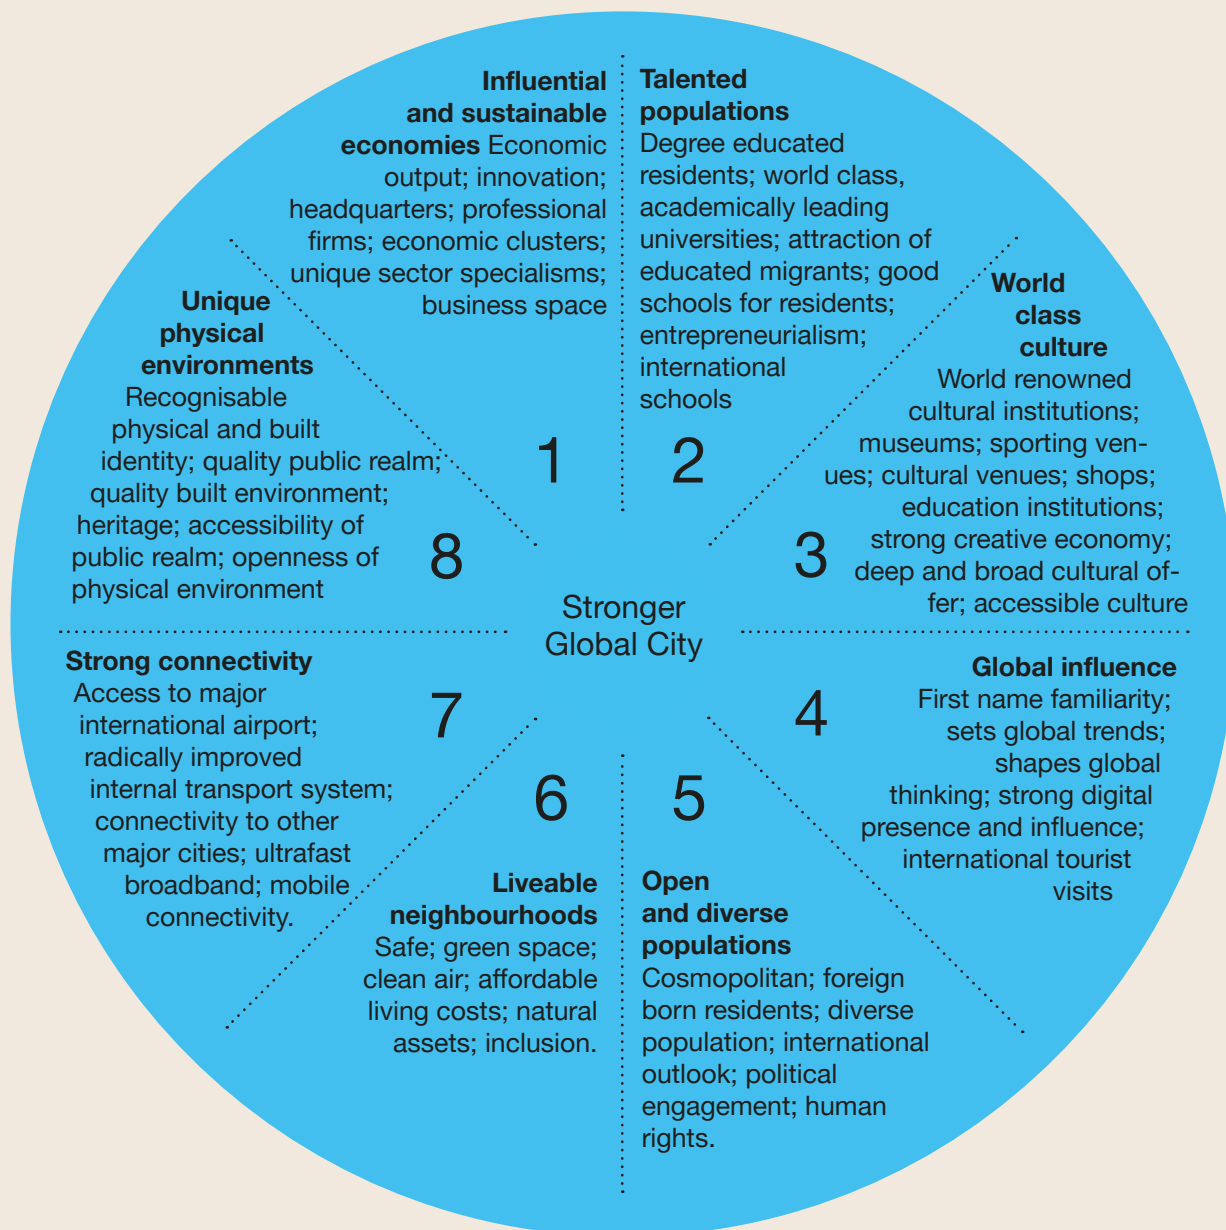 Influential
and sustainable
economies Economic
output; innovation;
headquarters; professional
firms; economic clusters;
unique sector specialisms;
business space
1
Talented
populations
Degree educated
residents; world class,
academically leading
universities; attraction of
educated migrants; good
schools for residents;
entrepreneurialism;
international
schools
2
World
class
culture
World renowned
cultural institutions;
museums; sporting ven-
ues; cultural venues; shops;
education institutions;
strong creative economy;
deep and broad cultural of-
fer; accessible culture
3
Global influence
First name familiarity;
sets global trends;
shapes global
thinking; strong digital
presence and influence;
international tourist
visits
4
5
Open
and diverse
populations
Cosmopolitan; foreign
born residents; diverse
population; international
outlook; political
engagement; human
rights.
6
Liveable
neighbourhoods
Safe; green space;
clean air; affordable
living costs; natural
assets; inclusion.
7
Strong connectivity
Access to major
international airport;
radically improved
internal transport system;
connectivity to other
major cities; ultrafast
broadband; mobile
connectivity.
8
Unique
physical
environments
Recognisable
physical and built
identity; quality public realm;
quality built environment;
heritage; accessibility of
public realm; openness of
physical environment
Stronger
Global City